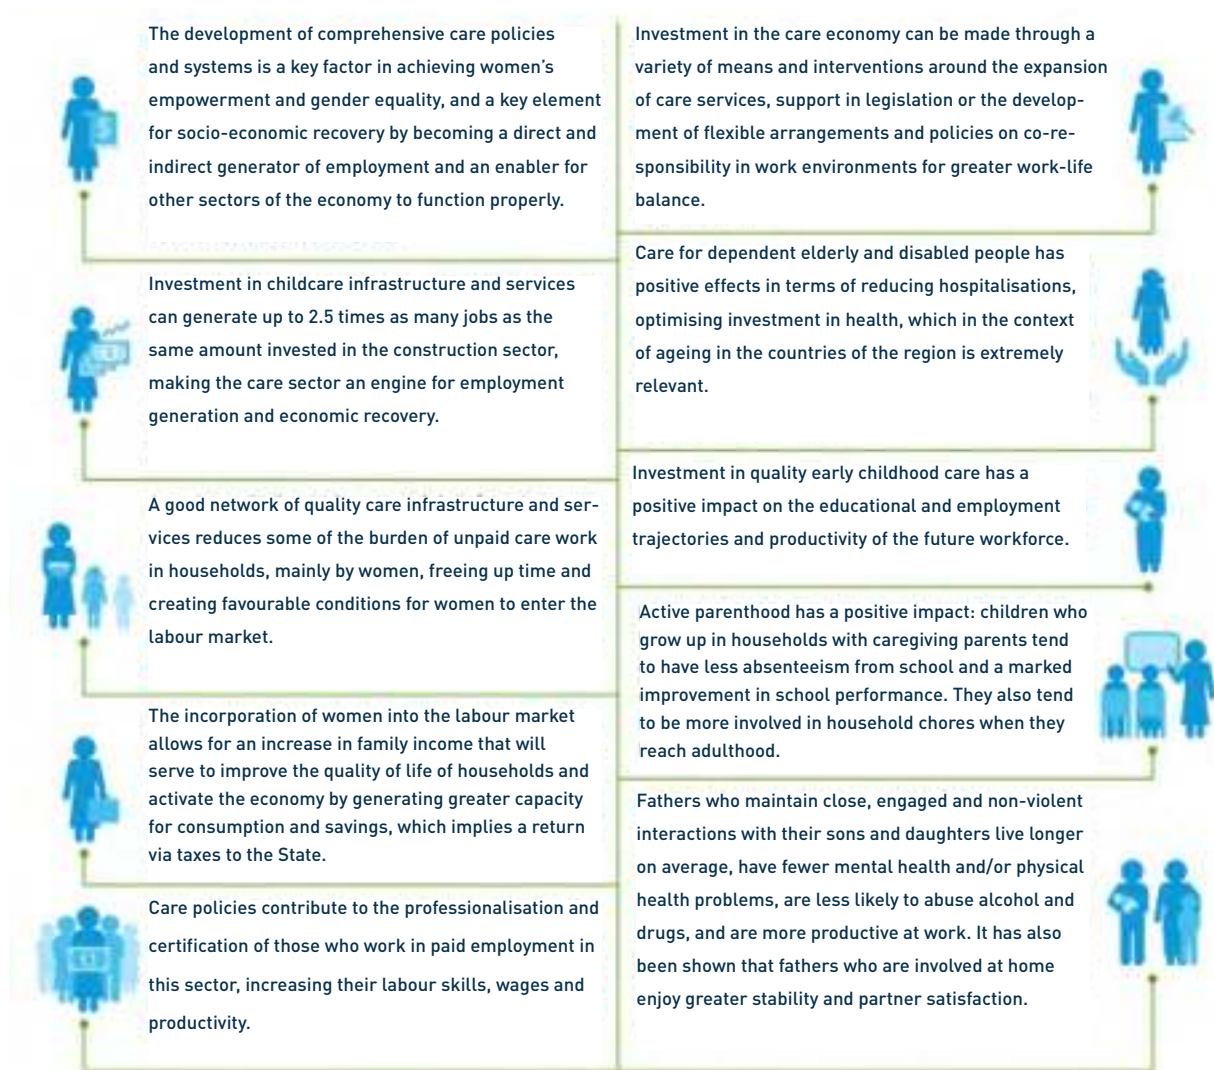 The development of comprehensive care policies
and systems is a key factor in achieving women's
empowerment and gender equality, and a key element
for socio-economic recovery by becoming a direct and
indirect generator of employment and an enabler for
other sectors of the economy to function properly.
Investment in childcare infrastructure and services
can generate up to 2.5 times as many jobs as the
same amount invested in the construction sector,
making the care sector an engine for employment
generation and economic recovery.
A good network of quality care infrastructure and ser-
vices reduces some of the burden of unpaid care work
in households, mainly by women, freeing up time and
creating favourable conditions for women to enter the
labour market.
The incorporation of women into the labour market
allows for an increase in family income that will
serve to improve the quality of life of households and
activate the economy by generating greater capacity
for consumption and savings, which implies a return
via taxes to the State.
Care policies contribute to the professionalisation and
certification of those who work in paid employment in
this sector, increasing their labour skills, wages and
productivity.
Investment in the care economy can be made through a
variety of means and interventions around the expansion
of care services, support in legislation or the develop-
ment of flexible arrangements and policies on co-re-
sponsibility in work environments for greater work-life
balance.
Care for dependent elderly and disabled people has
positive effects in terms of reducing hospitalisations,
optimising investment in health, which in the context
of ageing in the countries of the region is extremely
relevant.
Investment in quality early childhood care has a
positive impact on the educational and employment
trajectories and productivity of the future workforce.
Active parenthood has a positive impact: children who
grow up in households with caregiving parents tend
to have less absenteeism from school and a marked
improvement in school performance. They also tend
to be more involved in household chores when they
reach adulthood.
Fathers who maintain close, engaged and non-violent
interactions with their sons and daughters live longer
on average, have fewer mental health and/or physical
health problems, are less likely to abuse alcohol and
drugs, and are more productive at work. It has also
been shown that fathers who are involved at home
enjoy greater stability and partner satisfaction.